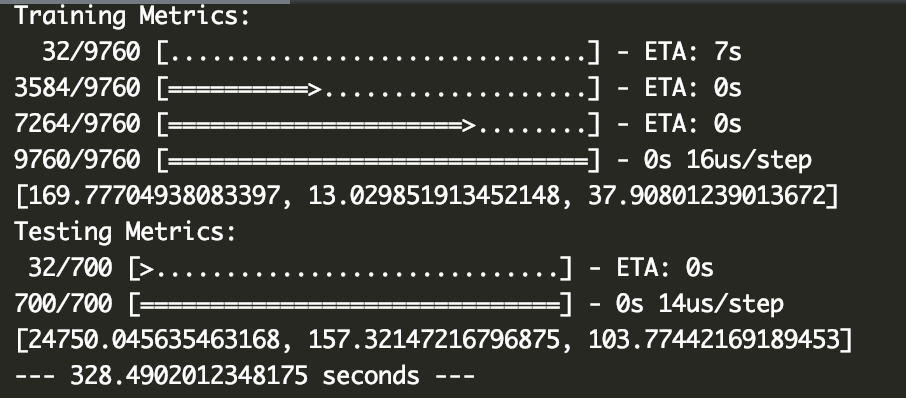 Training Metrics:
32/9760 [..............................] - ETA: 7s
3584/9760 [==========>...................] - ETA: 0s
7264/9760 [=====================>........] - ETA: 0s
9760/9760 [==============================] - 0s 16us/step
[169.77704938083397, 13.029851913452148, 37.90801239013672]
Testing Metrics:
32/700 [>.............................] - ETA: 0s
700/700 [==============================] - 0s 14us/step
[24750.045635463168, 157.32147216796875, 103.77442169189453]
--- 328.4902012348175 seconds ---